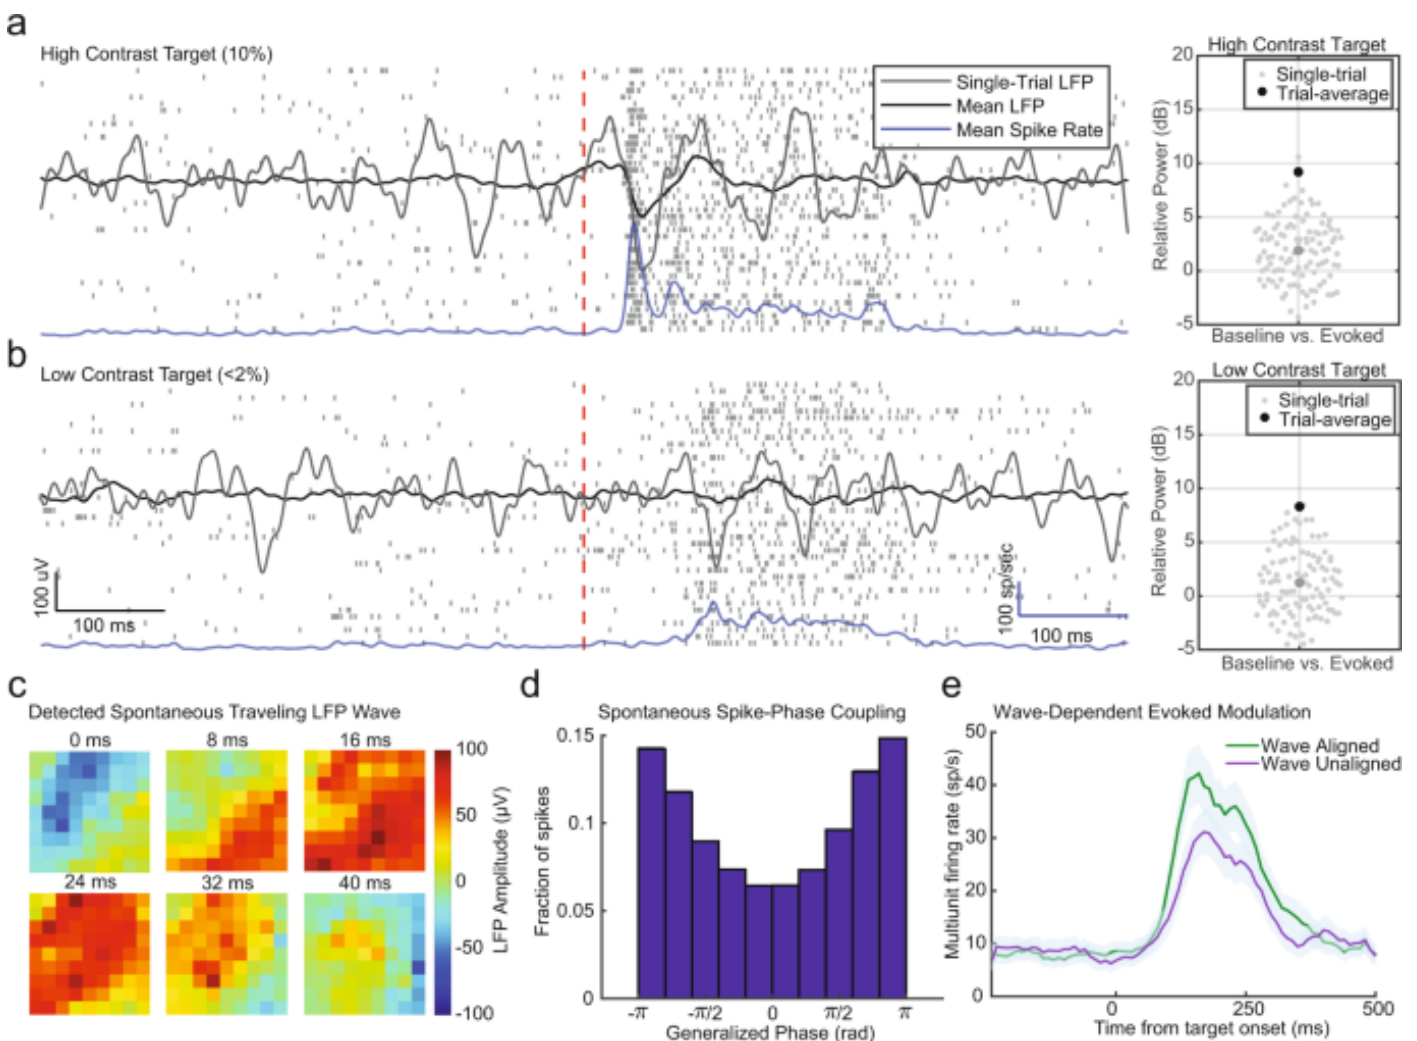 a
High Contrast Target (10%)
Single-Trial LFP
Mean LFP
Mean Spike Rate
High Contrast Target
20
15
10
5
0
-5
Relative Power (dB)
Single-trial
Trial-average
Baseline vs. Evoked
b
Low Contrast Target (<2%)
100 uV
100 ms
100 sp/sec
100 ms
Low Contrast Target
20
15
10
5
0
-5
Relative Power (dB)
Single-trial
Trial-average
Baseline vs. Evoked
c
Detected Spontaneous Traveling LFP Wave
0 ms
8 ms
16 ms
24 ms
32 ms
40 ms
100
50
0
-50
-100
LFP Amplitude (μV)
d
Spontaneous Spike-Phase Coupling
0.15
0.1
0.05
0
Fraction of spikes
-π
-π/2
0
π/2
π
Generalized Phase (rad)
e
Wave-Dependent Evoked Modulation
50
40
30
20
10
0
Multiunit firing rate (sp/s)
Wave Aligned
Wave Unaligned
0
250
500
Time from target onset (ms)